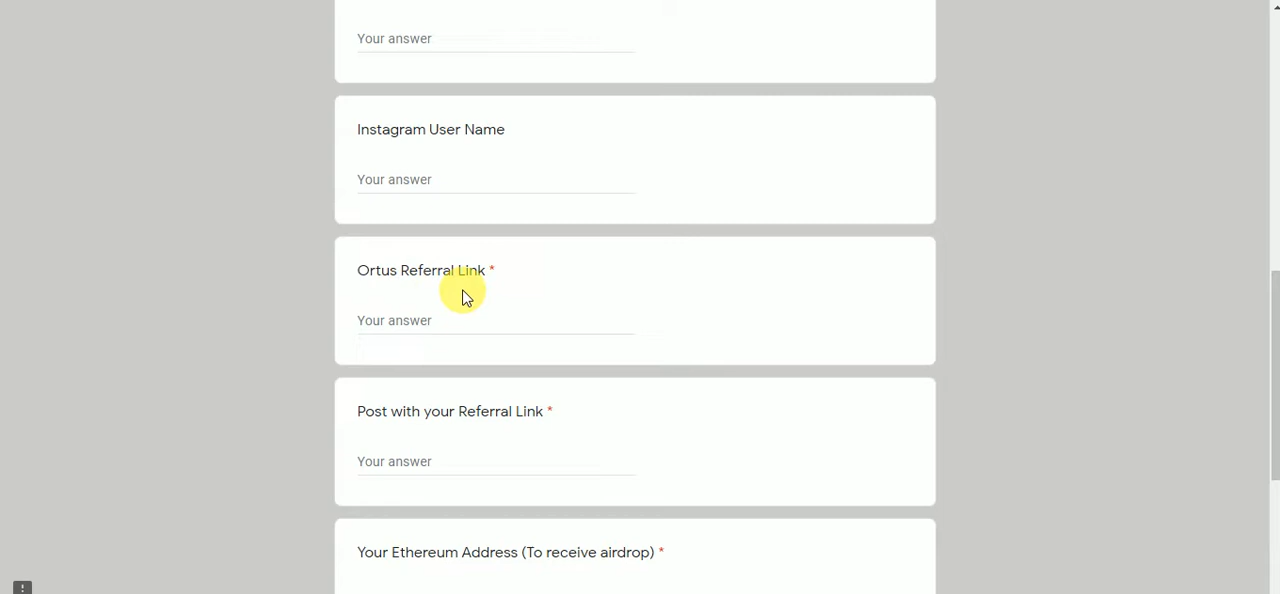 Your answer
Instagram User Name
Your answer
Ortus Referral Link *
Your answer
Post with your Referral Link *
Your answer
Your Ethereum Address (To receive airdrop) *
!